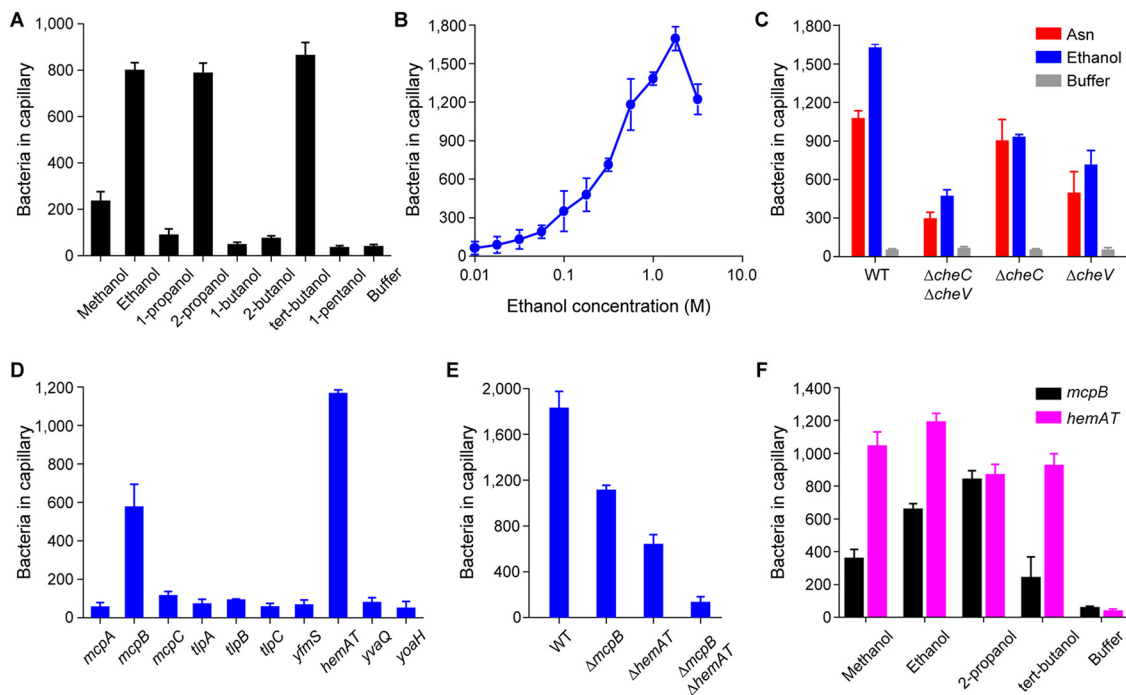 A
Bacteria in capillary
1,000
800
600
400
200
0
Methanol
Ethanol
1-propanol
2-propanol
1-butanol
2-butanol
tert-butanol
1-pentanol
Buffer
B
Bacteria in capillary
1,800
1,500
1,200
900
600
300
0
0.01
0.1
1.0
10.0
Ethanol concentration (M)
C
Bacteria in capillary
1,800
1,500
1,200
900
600
300
0
Asn
Ethanol
Buffer
WT
ΔcheC
ΔcheV
ΔcheC
ΔcheV
D
Bacteria in capillary
1,200
1,000
800
600
400
200
0
mcpA
mcpB
mcpC
tlpA
tlpB
tlpC
yfmS
hemAT
yvaQ
yoaH
E
Bacteria in capillary
2,000
1,600
1,200
800
400
0
WT
ΔmcpB
ΔhemAT
ΔmcpB
ΔhemAT
F
Bacteria in capillary
1,400
1,200
1,000
800
600
400
200
0
mcpB
hemAT
Methanol
Ethanol
2-propanol
tert-butanol
Buffer